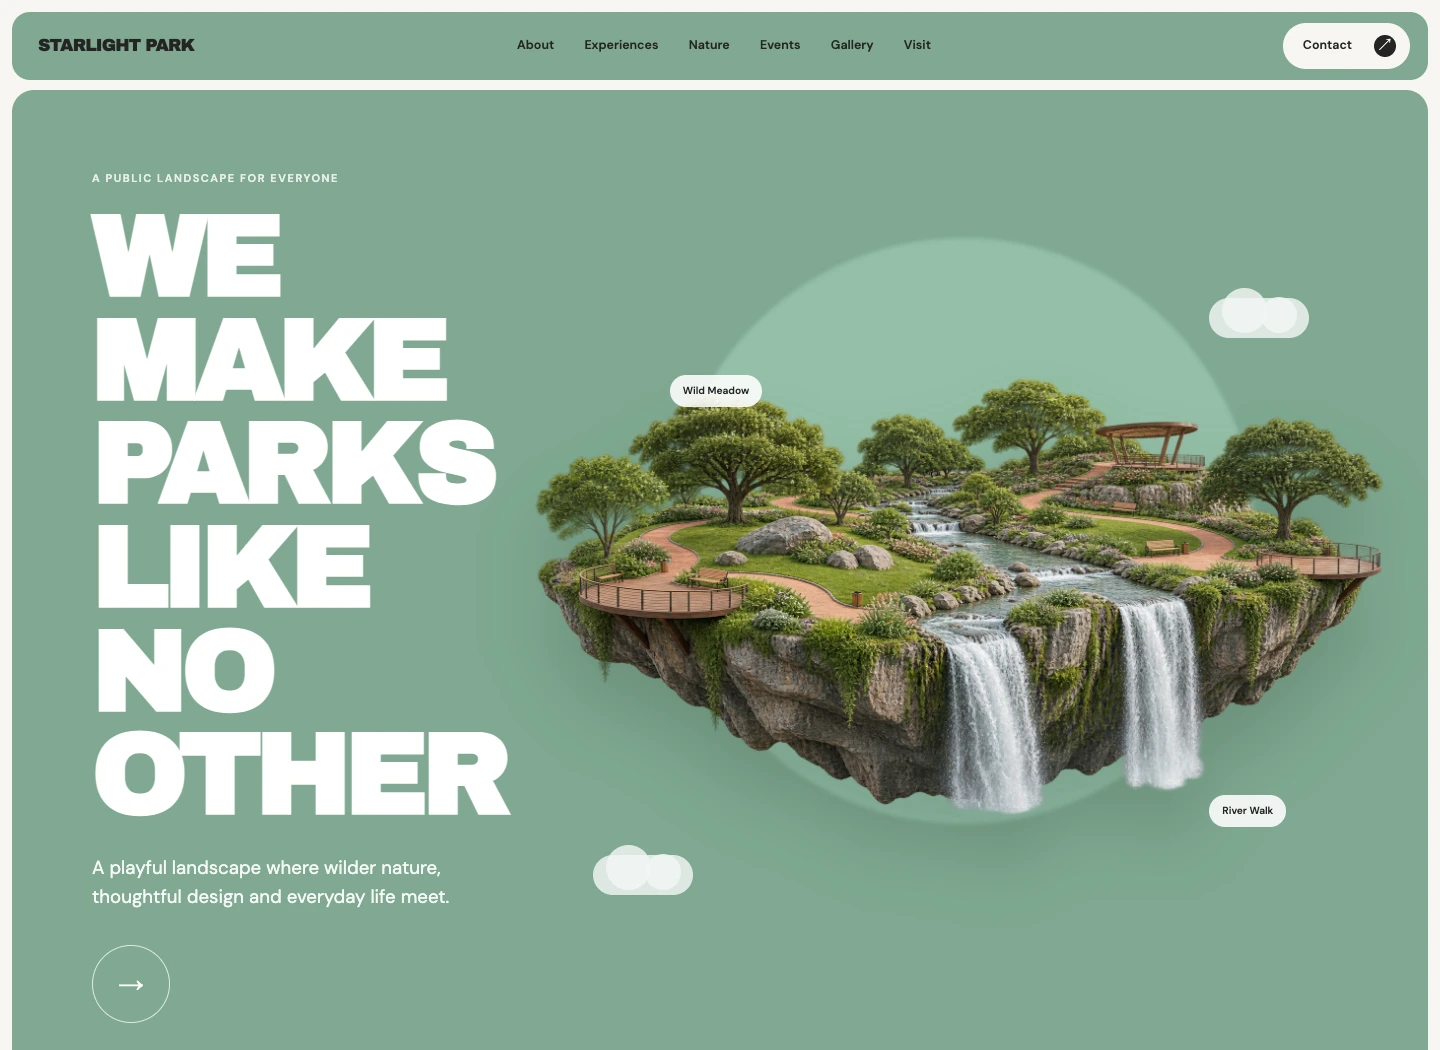 STARLIGHT PARK
About Experiences Nature Events Gallery Visit
Contact
A PUBLIC LANDSCAPE FOR EVERYONE
WE
MAKE
PARKS
LIKE
NO
OTHER
Wild Meadow
River Walk
A playful landscape where wilder nature,
thoughtful design and everyday life meet.